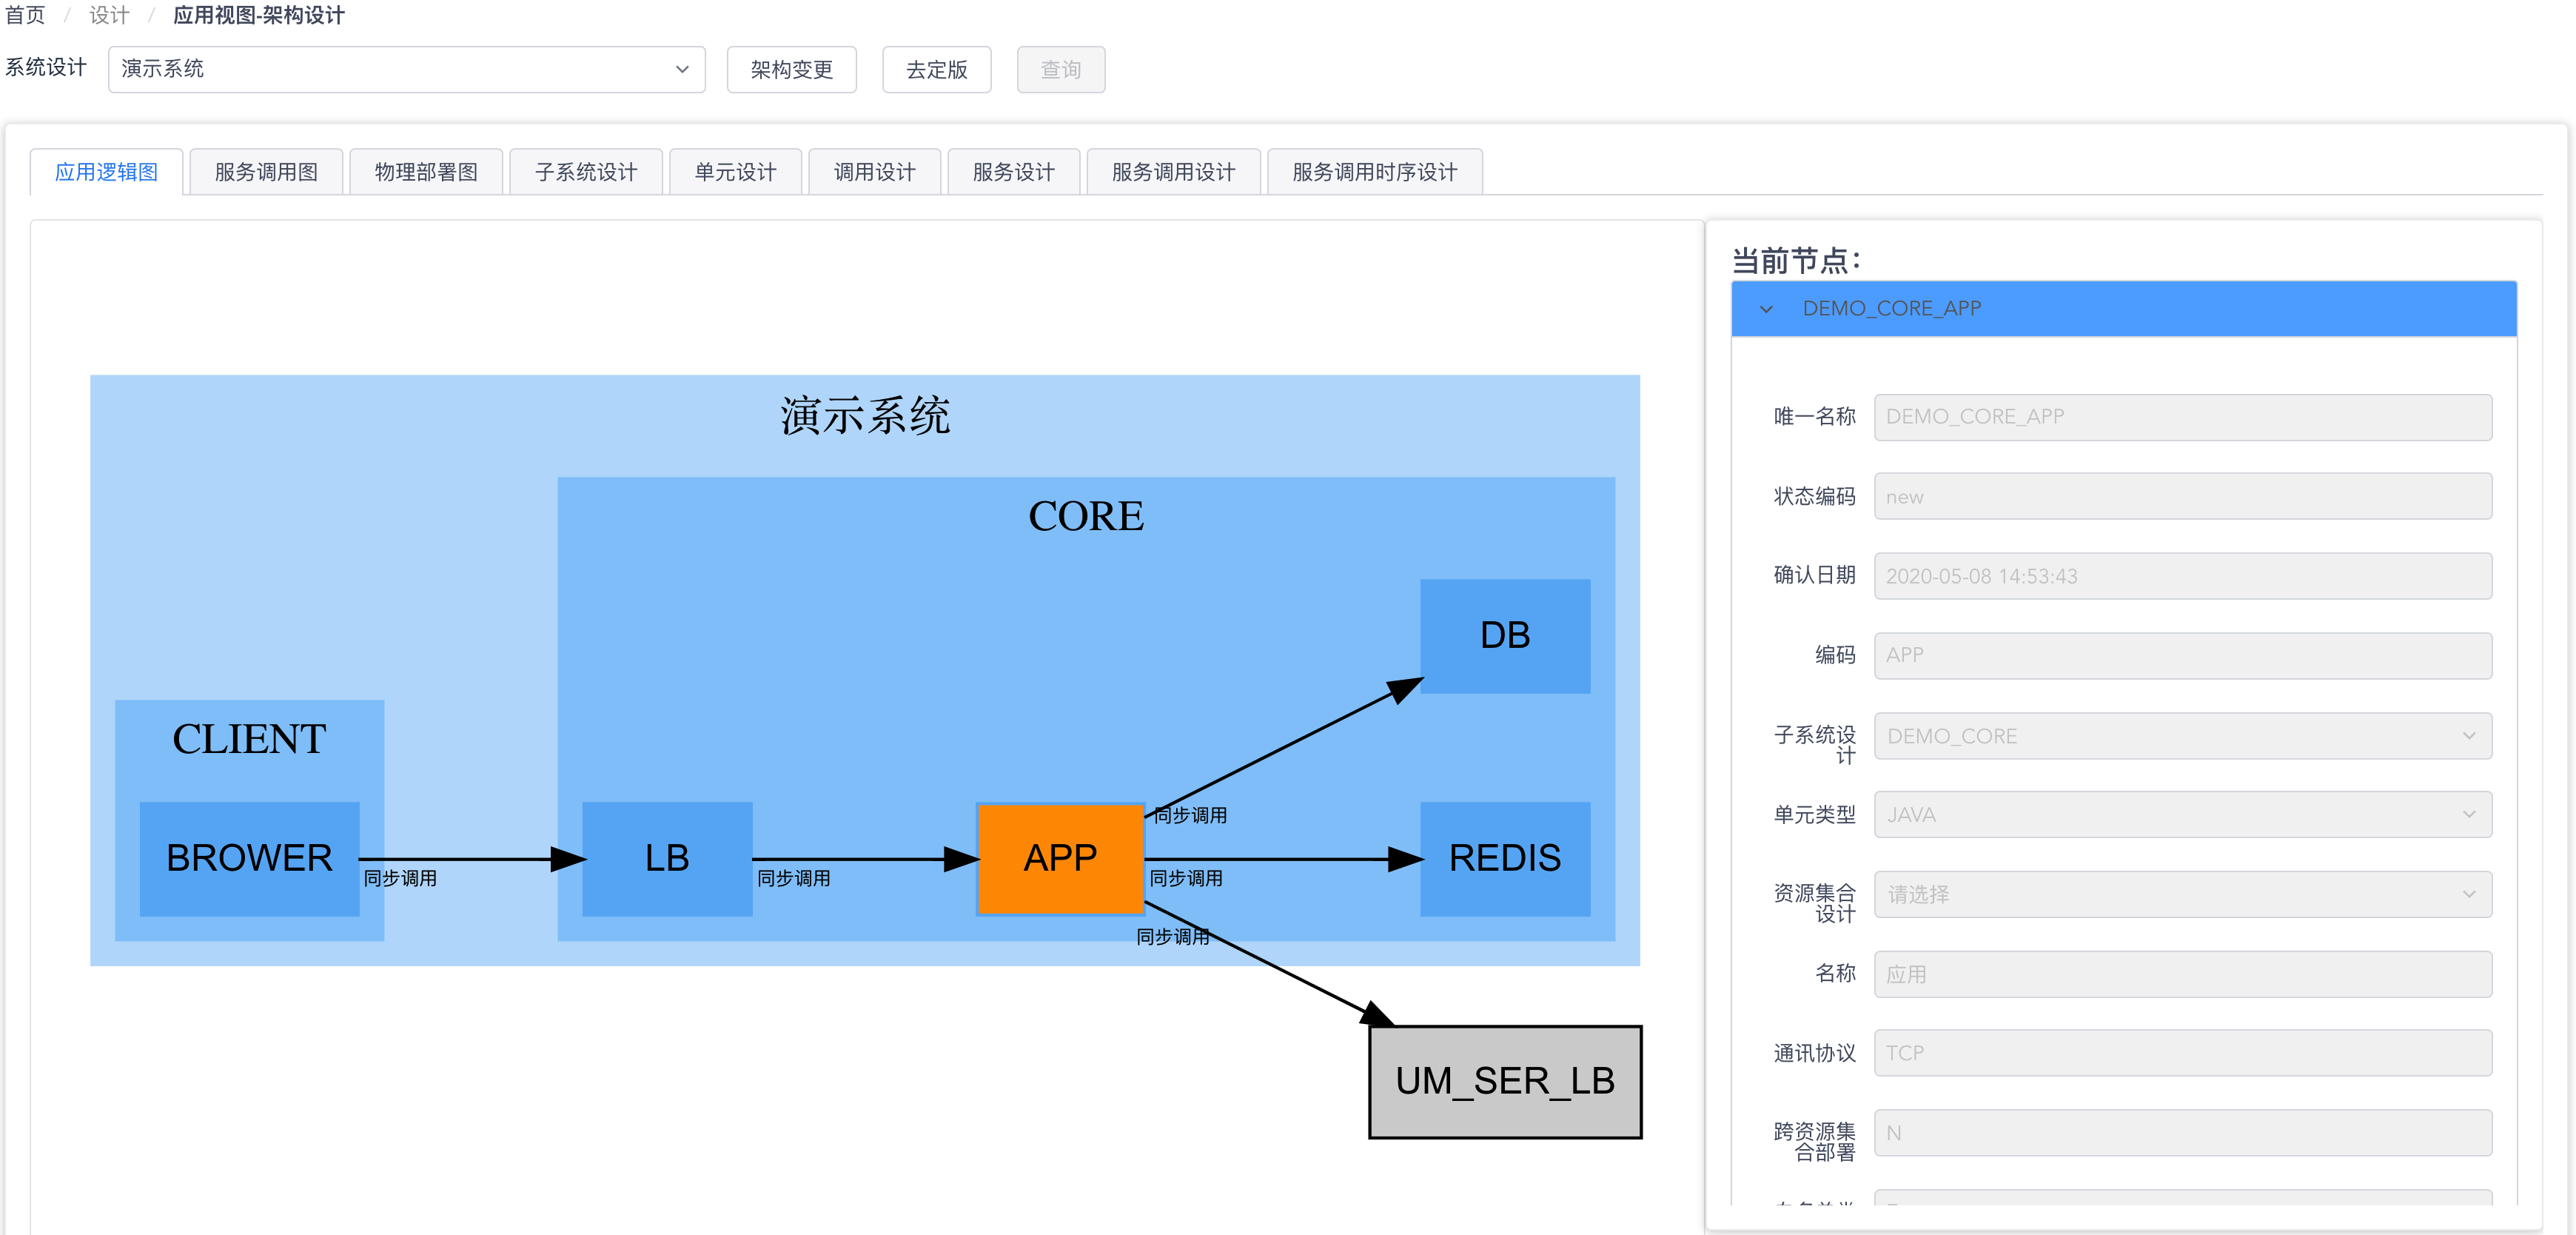 首页 / 设计 / 应用视图-架构设计
系统设计 演示系统 架构变更 去定版 查询
应用逻辑图 服务调用图 物理部署图 子系统设计 单元设计 调用设计 服务设计 服务调用设计 服务调用时序设计
演示系统
CORE
DB
CLIENT
BROWER
同步调用
LB
同步调用
APP
同步调用
同步调用
REDIS
同步调用
UM_SER_LB
当前节点：
DEMO_CORE_APP
唯一名称 DEMO_CORE_APP
状态编码 new
确认日期 2020-05-08 14:53:43
编码 APP
子系统设
计 DEMO_CORE
单元类型 JAVA
资源集合
设计 请选择
名称 应用
通讯协议 TCP
跨资源集
合部署 N